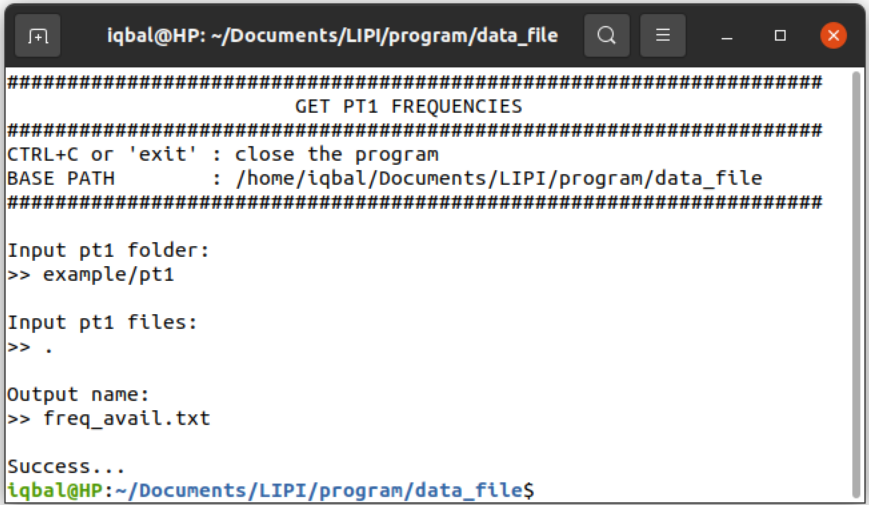 iqbal@HP: ~/Documents/LIPI/program/data_file
####################################################################
GET PT1 FREQUENCIES
####################################################################
CTRL+C or 'exit' : close the program
BASE PATH        : /home/iqbal/Documents/LIPI/program/data_file
####################################################################
Input pt1 folder:
>> example/pt1
Input pt1 files:
>> .
Output name:
>> freq_avail.txt
Success...
iqbal@HP:~/Documents/LIPI/program/data_file$